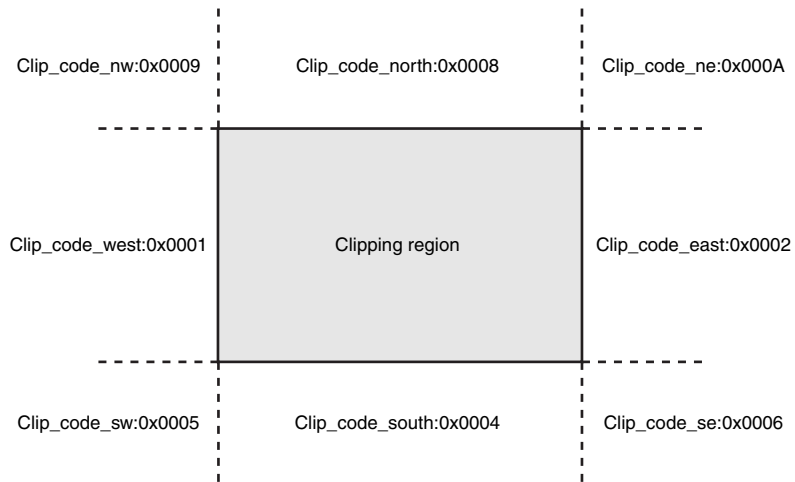 Clip_code_nw:0x0009
Clip_code_north:0x0008
Clip_code_ne:0x000A
Clip_code_west:0x0001
Clipping region
Clip_code_east:0x0002
Clip_code_sw:0x0005
Clip_code_south:0x0004
Clip_code_se:0x0006